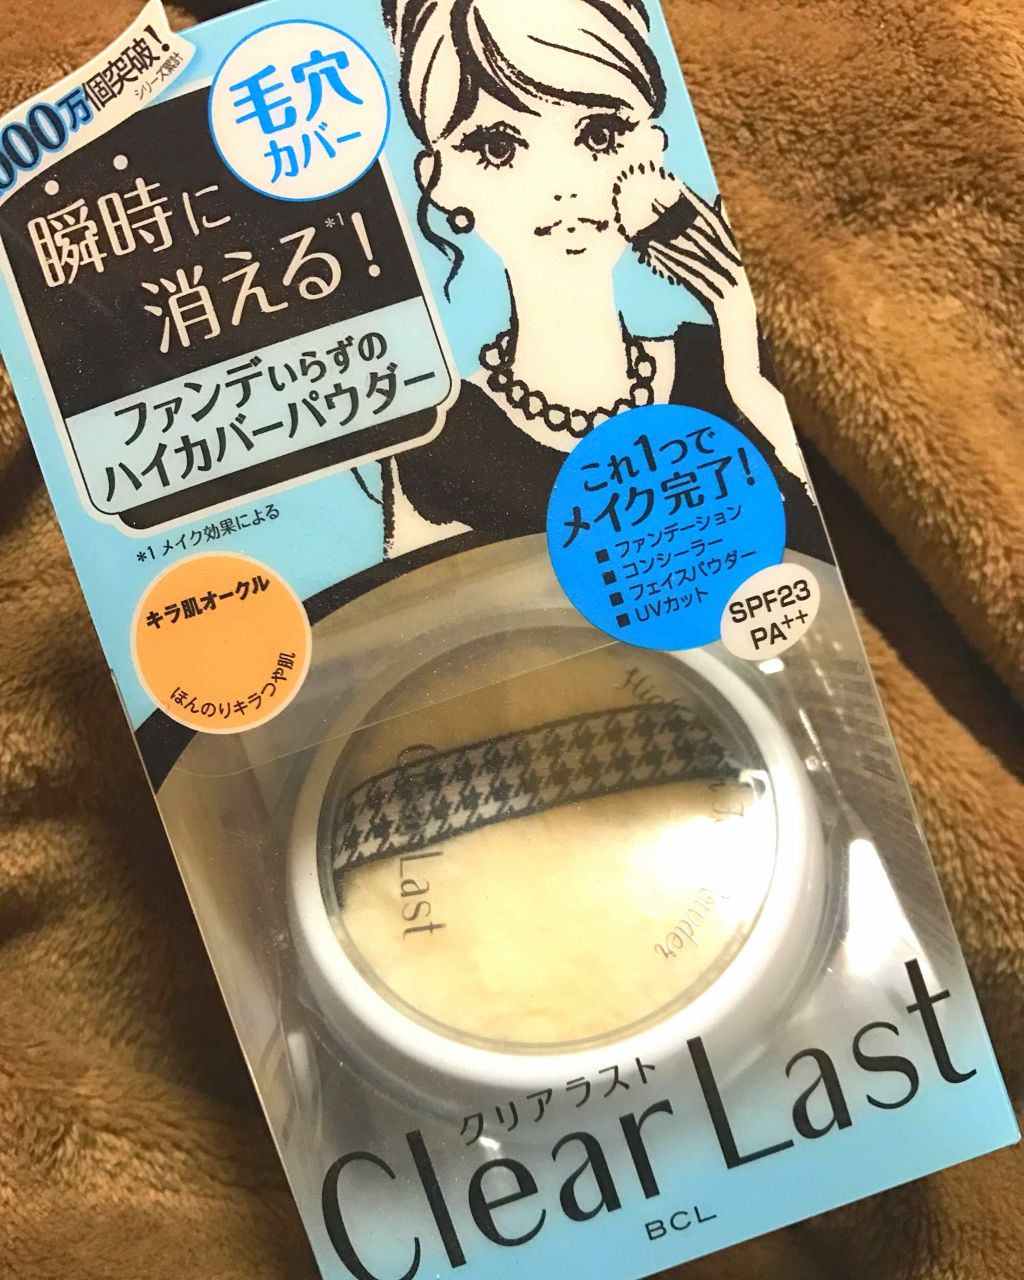 000万個突破!
シリーズ累計
毛穴
カバー
瞬時に
消える*1!
ファンデいらずの
ハイカバーパウダー
*1 メイク効果による
これ1つで
メイク完了!
■ ファンデーション
■ コンシーラー
■ フェイスパウダー
■ UVカット
SPF23
PA++
キラ肌オークル
ほんのりキラつや肌
Last
クリアラスト
ClearLast
BCL